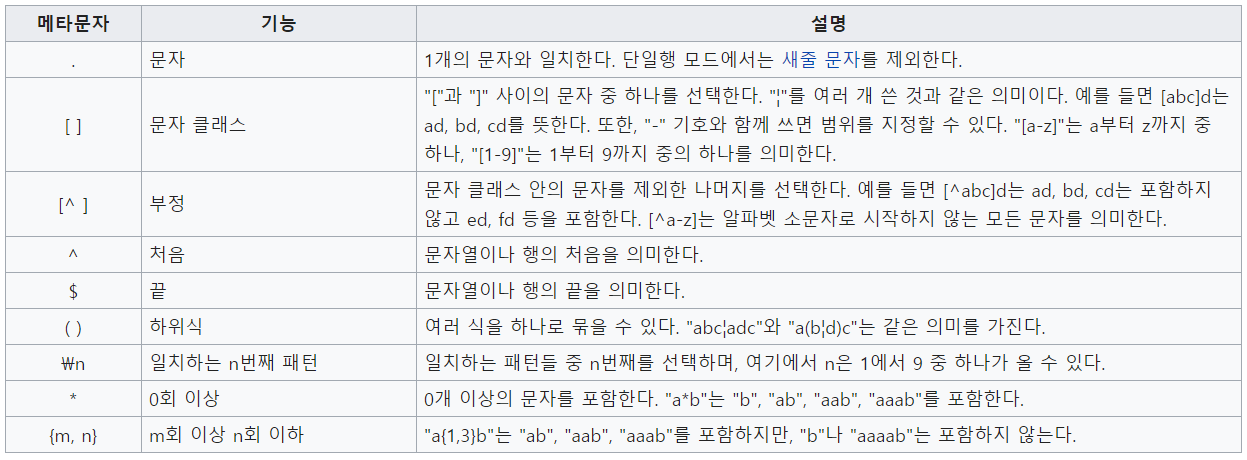 메타문자 기능 설명
. 문자 1개의 문자와 일치한다. 단일행 모드에서는 새줄 문자를 제외한다.
"["과 "]" 사이의 문자 중 하나를 선택한다. "¦"를 여러 개 쓴 것과 같은 의미이다. 예를 들면 [abc]d는
[ ] 문자 클래스 ad, bd, cd를 뜻한다. 또한, "-" 기호와 함께 쓰면 범위를 지정할 수 있다. "[a-z]"는 a부터 z까지 중
하나, "[1-9]"는 1부터 9까지 중의 하나를 의미한다.
[^ ] 부정 문자 클래스 안의 문자를 제외한 나머지를 선택한다. 예를 들면 [^abc]d는 ad, bd, cd는 포함하지
않고 ed, fd 등을 포함한다. [^a-z]는 알파벳 소문자로 시작하지 않는 모든 문자를 의미한다.
^ 처음 문자열이나 행의 처음을 의미한다.
$ 끝 문자열이나 행의 끝을 의미한다.
( ) 하위식 여러 식을 하나로 묶을 수 있다. "abc¦adc"와 "a(b¦d)c"는 같은 의미를 가진다.
₩n 일치하는 n번째 패턴 일치하는 패턴들 중 n번째를 선택하며, 여기에서 n은 1에서 9 중 하나가 올 수 있다.
* 0회 이상 0개 이상의 문자를 포함한다. "a*b"는 "b", "ab", "aab", "aaab"를 포함한다.
{m, n} m회 이상 n회 이하 "a{1,3}b"는 "ab", "aab", "aaab"를 포함하지만, "b"나 "aaaab"는 포함하지 않는다.